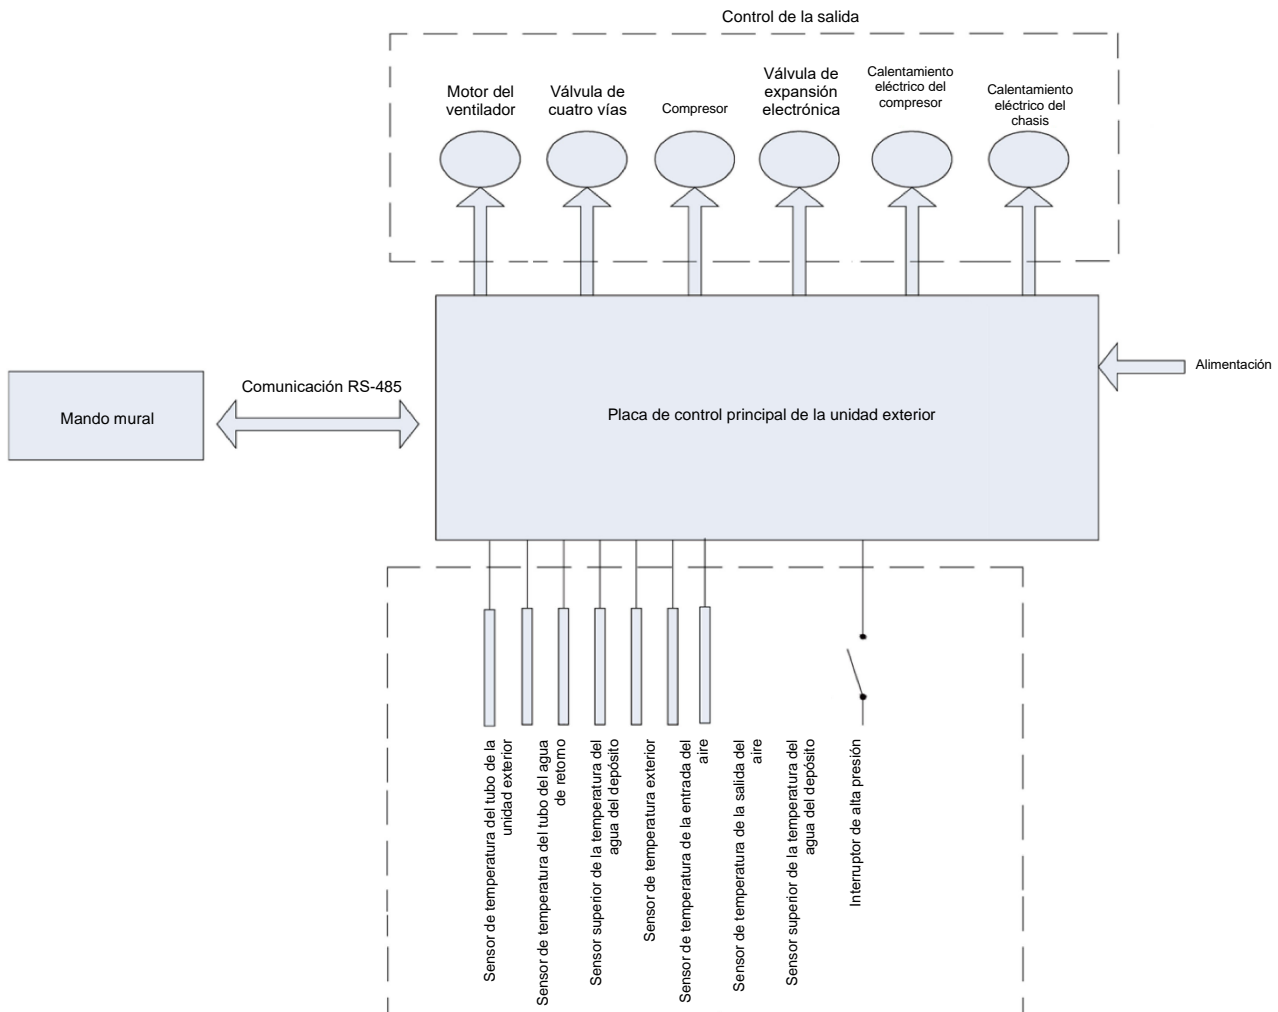 Control de la salida
Motor del
ventilador
Válvula de
cuatro vías
Compresor
Válvula de
expansión
electrónica
Calentamiento
eléctrico del
compresor
Calentamiento
eléctrico del
chasis
Alimentación
Comunicación RS-485
Mando mural
Placa de control principal de la unidad exterior
Sensor de temperatura del tubo de la
unidad exterior
Sensor de temperatura del tubo del agua
de retorno
Sensor superior de la temperatura del
agua del depósito
Sensor de temperatura exterior
Sensor de temperatura de la entrada del
aire
Sensor de temperatura de la salida del
aire
Sensor superior de la temperatura del
agua del depósito
Interruptor de alta presión